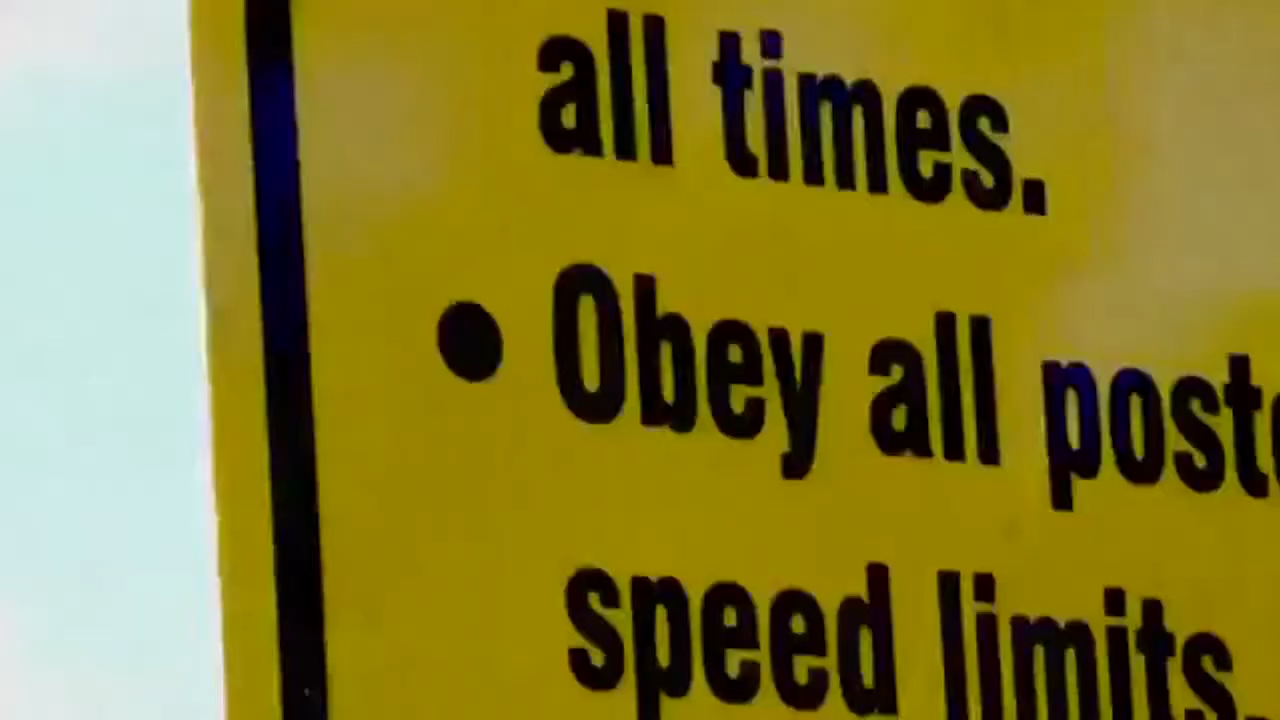 all times.
• Obey all poste
speed limits.